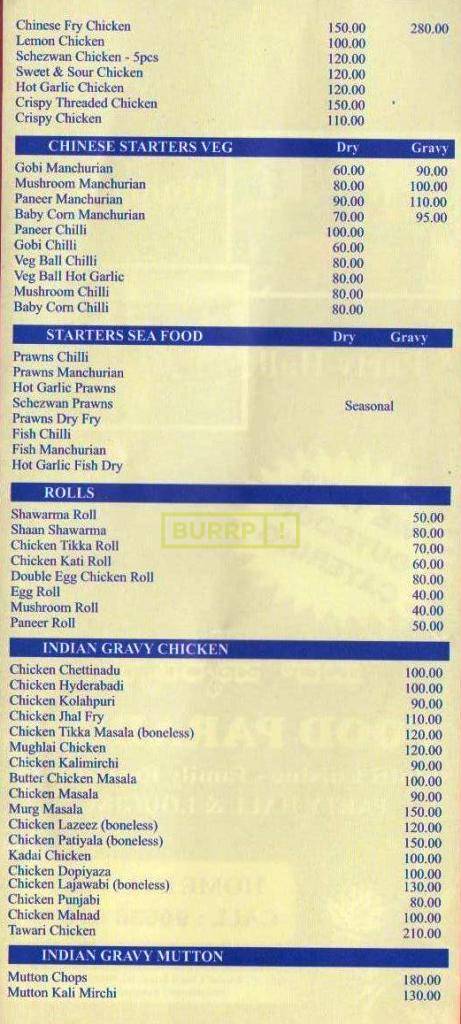 Chinese Fry Chicken 150.00 280.00
Lemon Chicken 100.00
Schezwan Chicken - 5pcs 120.00
Sweet & Sour Chicken 120.00
Hot Garlic Chicken 120.00
Crispy Threaded Chicken 150.00
Crispy Chicken 110.00
CHINESE STARTERS VEG Dry Gravy
Gobi Manchurian 60.00 90.00
Mushroom Manchurian 80.00 100.00
Paneer Manchurian 90.00 110.00
Baby Corn Manchurian 70.00 95.00
Paneer Chilli 100.00
Gobi Chilli 60.00
Veg Ball Chilli 80.00
Veg Ball Hot Garlic 80.00
Mushroom Chilli 80.00
Baby Corn Chilli 80.00
STARTERS SEA FOOD Dry Gravy
Prawns Chilli
Prawns Manchurian
Hot Garlic Prawns
Schezwan Prawns Seasonal
Prawns Dry Fry
Fish Chilli
Fish Manchurian
Hot Garlic Fish Dry
ROLLS
Shawarma Roll 50.00
Shaan Shawarma 80.00
BURRP!
Chicken Tikka Roll 70.00
Chicken Kati Roll 60.00
Double Egg Chicken Roll 80.00
Egg Roll 40.00
Mushroom Roll 40.00
Paneer Roll 50.00
INDIAN GRAVY CHICKEN
Chicken Chettinadu 100.00
Chicken Hyderabadi 100.00
Chicken Kolahpuri 90.00
Chicken Jhal Fry 110.00
Chicken Tikka Masala (boneless) 120.00
Mughlai Chicken 120.00
Chicken Kalimirchi 90.00
Butter Chicken Masala 100.00
Chicken Masala 90.00
Murg Masala 150.00
Chicken Lazeez (boneless) 120.00
Chicken Patiyala (boneless) 150.00
Kadai Chicken 100.00
Chicken Dopiyaza 100.00
Chicken Lajawabi (boneless) 130.00
Chicken Punjabi 80.00
Chicken Malnad 100.00
Tawari Chicken 210.00
INDIAN GRAVY MUTTON
Mutton Chops 180.00
Mutton Kali Mirchi 130.00